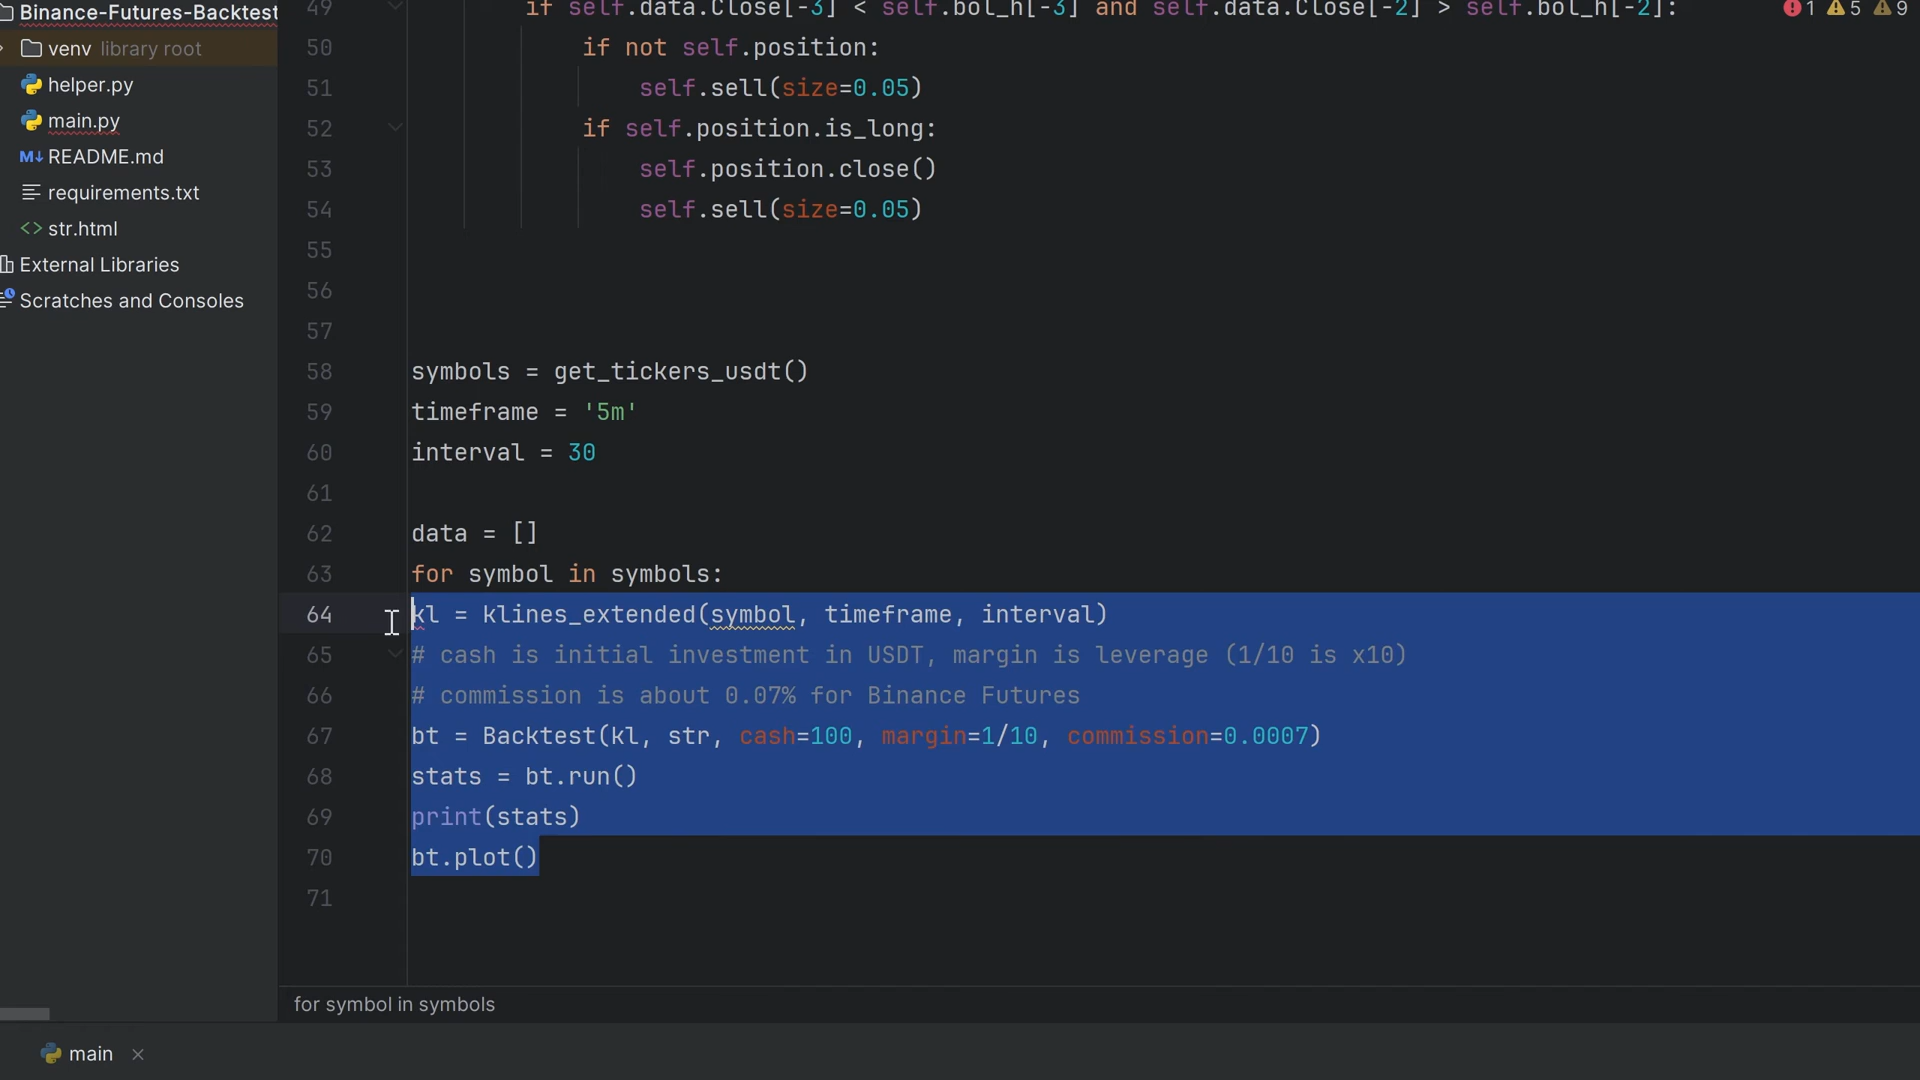 Binance-Futures-Backtest
venv library root
helper.py
main.py
README.md
requirements.txt
str.html
External Libraries
Scratches and Consoles
49 if self.data.Close[-3] < self.bol_h[-3] and self.data.Close[-2] > self.bol_h[-2]:
1 5 9
50 if not self.position:
51 self.sell(size=0.05)
52 if self.position.is_long:
53 self.position.close()
54 self.sell(size=0.05)
55
56
57
58 symbols = get_tickers_usdt()
59 timeframe = '5m'
60 interval = 30
61
62 data = []
63 for symbol in symbols:
64 kl = klines_extended(symbol, timeframe, interval)
65 # cash is initial investment in USDT, margin is leverage (1/10 is x10)
66 # commission is about 0.07% for Binance Futures
67 bt = Backtest(kl, str, cash=100, margin=1/10, commission=0.0007)
68 stats = bt.run()
69 print(stats)
70 bt.plot()
71
for symbol in symbols
main